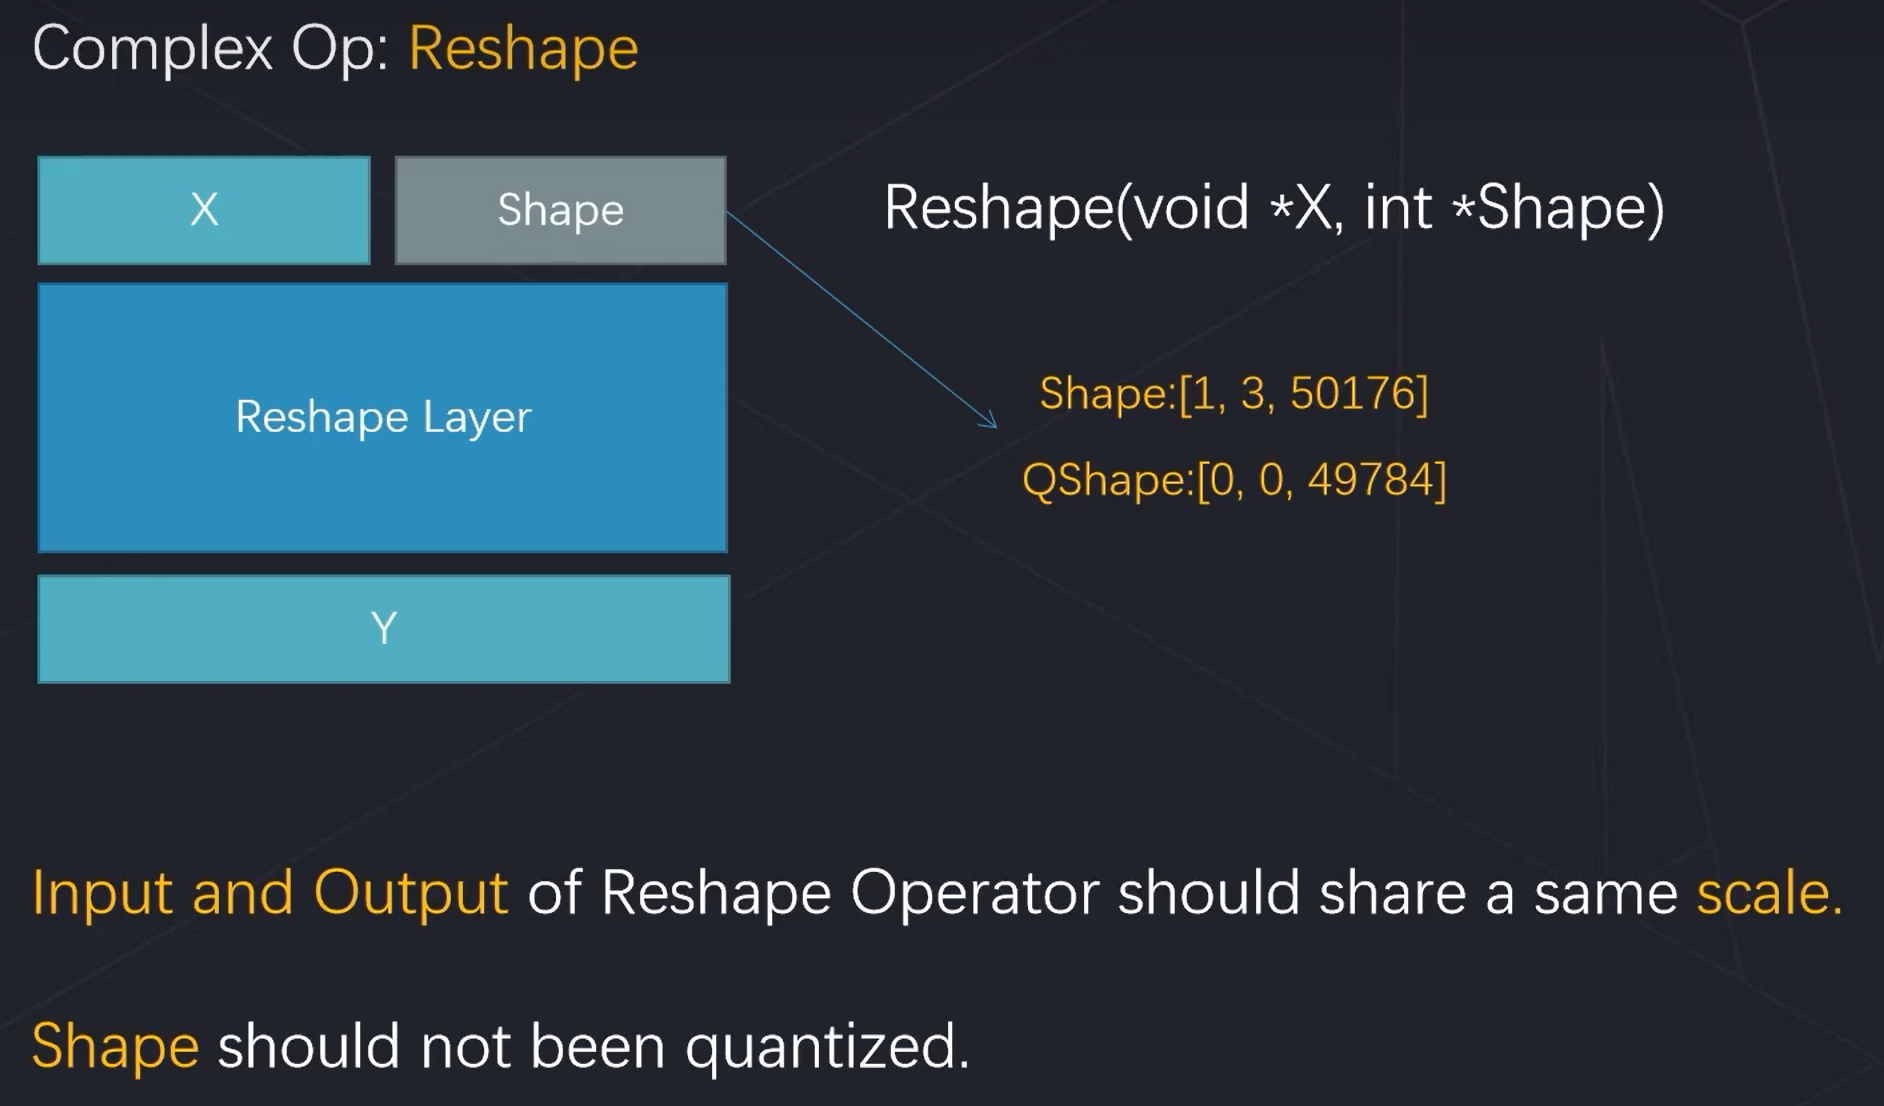 Complex Op: Reshape
X
Shape
Reshape(void *X, int *Shape)
Reshape Layer
Shape:[1, 3, 50176]
QShape:[0, 0, 49784]
Y
Input and Output of Reshape Operator should share a same scale.
Shape should not been quantized.